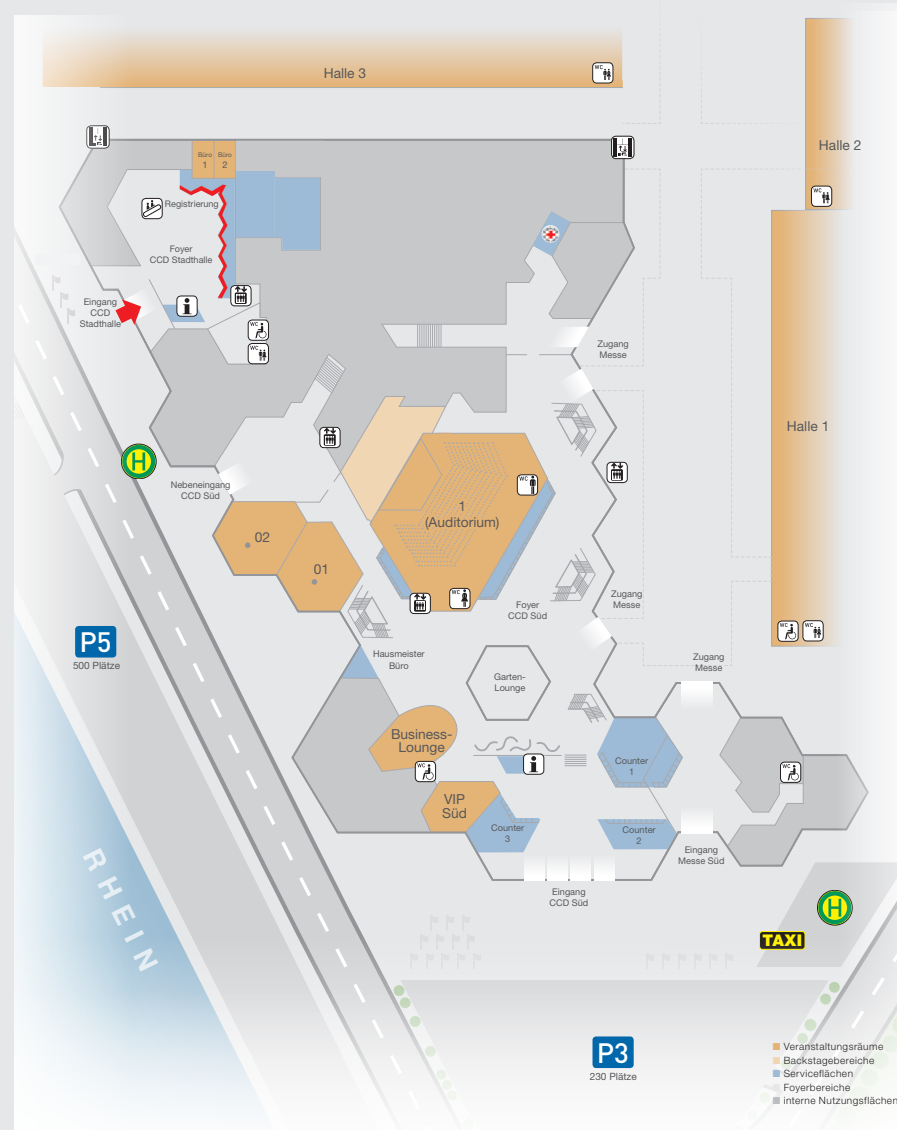 Halle 3
WC
Halle 2
WC
Büro
1
Büro
2
Registrierung
Foyer
CCD Stadthalle
Eingang
CCD
Stadthalle
i
WC
WC
Zugang
Messe
Halle 1
H
Nebeneingang
CCD Süd
WC
1
(Auditorium)
02
01
WC
Foyer
CCD Süd
Zugang
Messe
WC
WC
P5
500 Plätze
Hausmeister
Büro
Garten-
Lounge
Zugang
Messe
Business-
Lounge
WC
i
Counter
1
WC
VIP
Süd
Counter
3
Counter
2
Eingang
Messe Süd
Eingang
CCD Süd
RHEIN
H
TAXI
P3
230 Plätze
Veranstaltungsräume
Backstagebereiche
Serviceflächen
Foyerbereiche
interne Nutzungsflächen